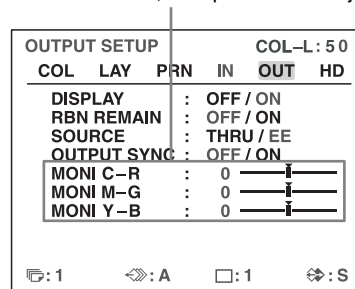 OUTPUT SETUP COL–L:50
COL LAY PRN IN OUT HD
DISPLAY : OFF / ON
RBN REMAIN : OFF / ON
SOURCE : THRU / EE
OUTPUT SYNC : OFF / ON
MONI C–R : 0
MONI M–G : 0
MONI Y–B : 0
:1 :A :1 :S